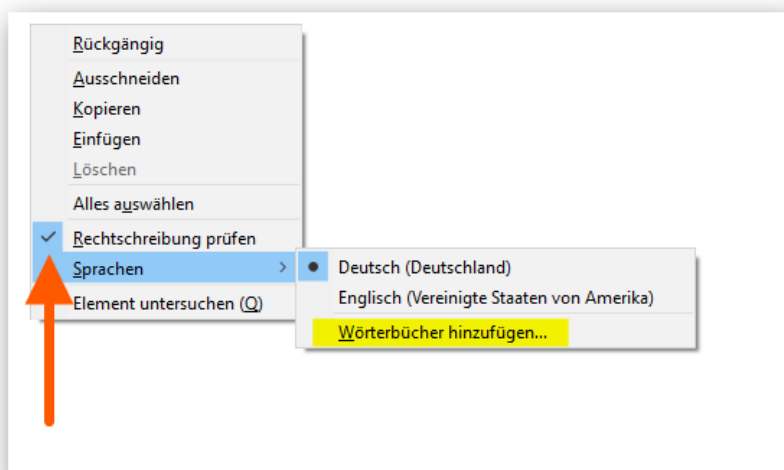 Rückgängig
Ausschneiden
Kopieren
Einfügen
Löschen
Alles auswählen
Rechtschreibung prüfen
Sprachen
Element untersuchen (Q)
Deutsch (Deutschland)
Englisch (Vereinigte Staaten von Amerika)
Wörterbücher hinzufügen...